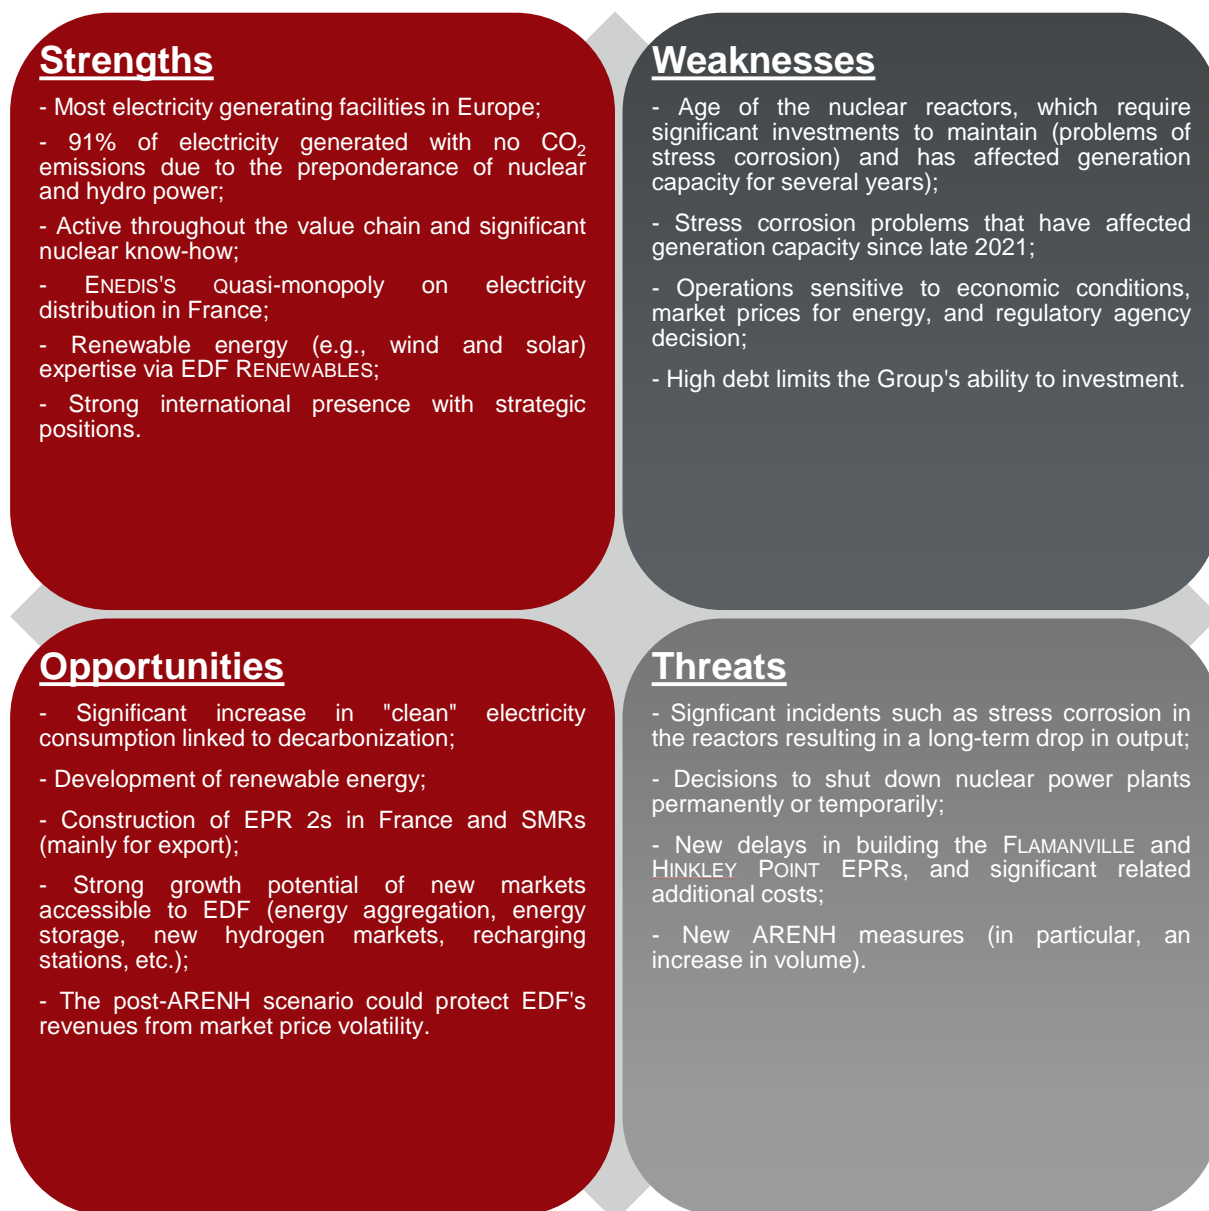 Strengths
- Most electricity generating facilities in Europe;
- 91% of electricity generated with no CO₂
emissions due to the preponderance of nuclear
and hydro power;
- Active throughout the value chain and significant
nuclear know-how;
- ENEDIS'S Quasi-monopoly on electricity
distribution in France;
- Renewable energy (e.g., wind and solar)
expertise via EDF RENEWABLES;
- Strong international presence with strategic
positions.
Weaknesses
- Age of the nuclear reactors, which require
significant investments to maintain (problems of
stress corrosion) and has affected generation
capacity for several years);
- Stress corrosion problems that have affected
generation capacity since late 2021;
- Operations sensitive to economic conditions,
market prices for energy, and regulatory agency
decision;
- High debt limits the Group's ability to investment.
Opportunities
- Significant increase in "clean" electricity
consumption linked to decarbonization;
- Development of renewable energy;
- Construction of EPR 2s in France and SMRs
(mainly for export);
- Strong growth potential of new markets
accessible to EDF (energy aggregation, energy
storage, new hydrogen markets, recharging
stations, etc.);
- The post-ARENH scenario could protect EDF's
revenues from market price volatility.
Threats
- Signficant incidents such as stress corrosion in
the reactors resulting in a long-term drop in output;
- Decisions to shut down nuclear power plants
permanently or temporarily;
- New delays in building the FLAMANVILLE and
HINKLEY POINT EPRs, and significant related
additional costs;
- New ARENH measures (in particular, an
increase in volume).